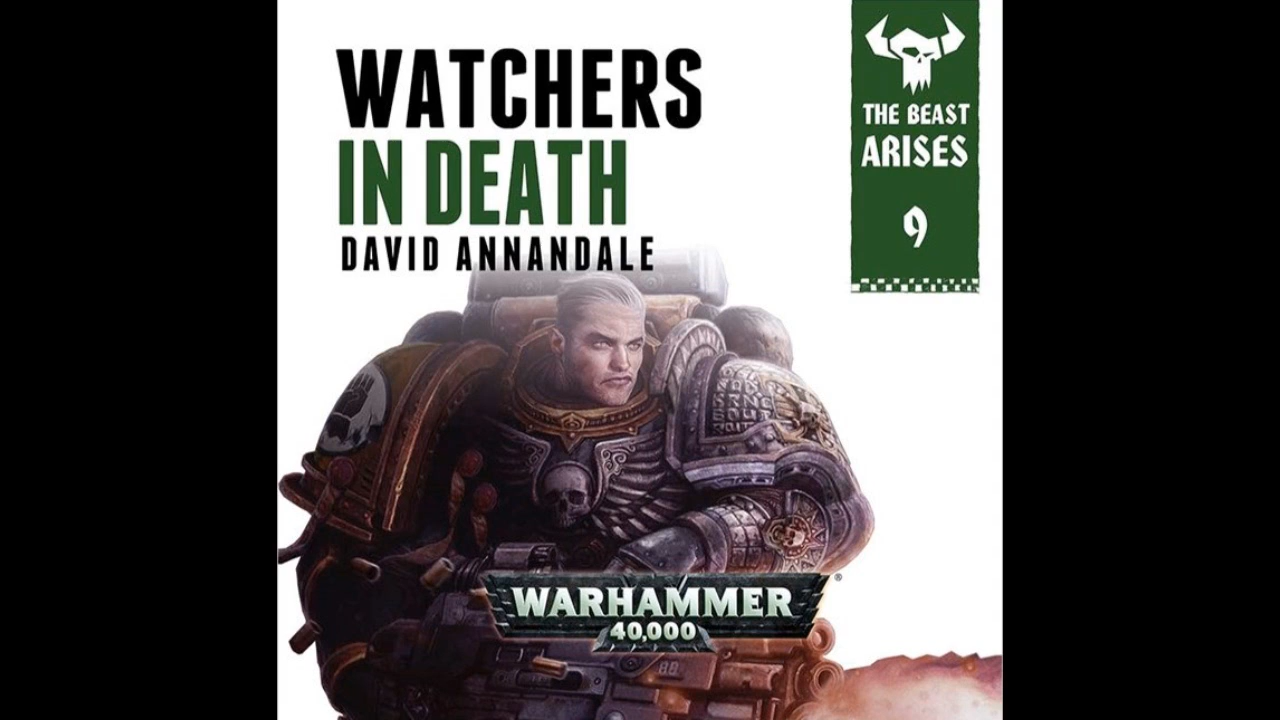 WATCHERS
IN DEATH
DAVID ANNANDALE
THE BEAST
ARISES
9
WARHAMMER®
40,000